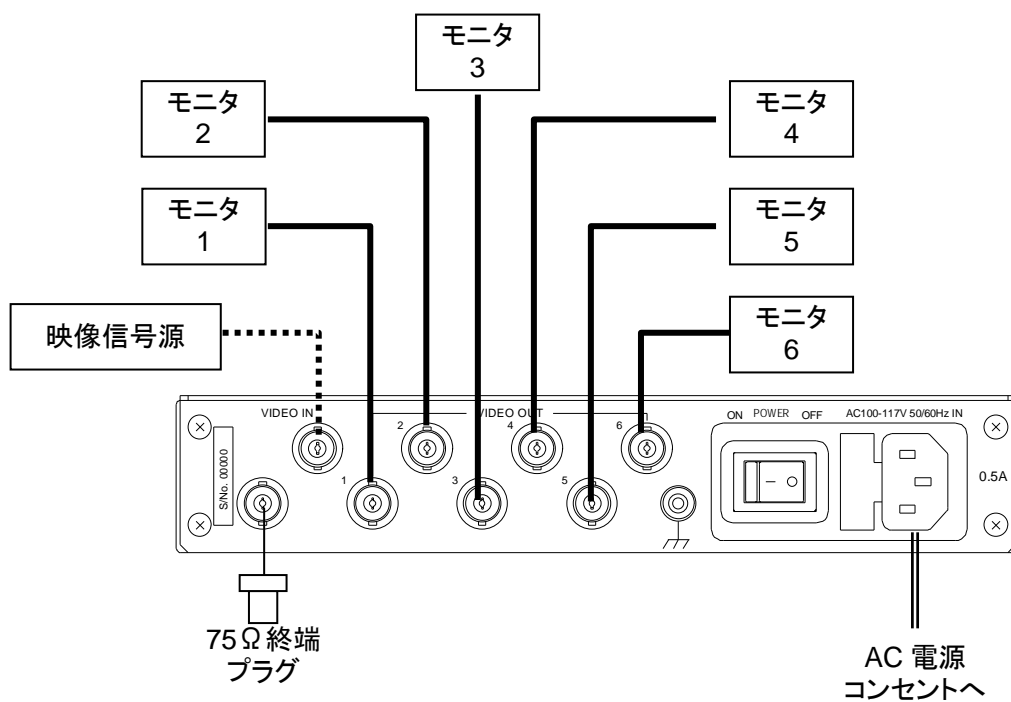 モニタ
3
モニタ
2
モニタ
4
モニタ
1
モニタ
5
映像信号源
モニタ
6
VIDEO IN
VIDEO OUT
ON POWER OFF
AC100-117V 50/60Hz IN
2
4
6
S/No. 00000
1
3
5
0.5A
75Ω終端
プラグ
AC 電源
コンセントへ